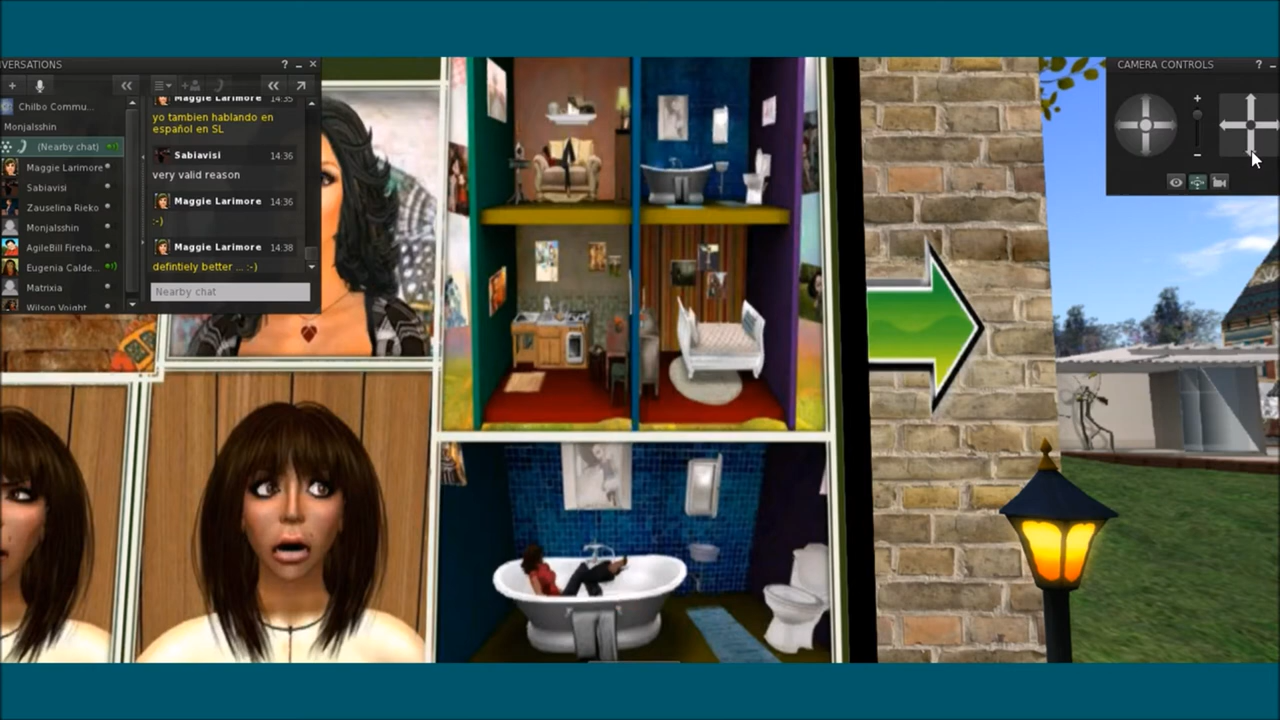 VERSATIONS
? _ ×
CAMERA CONTROLS
?
Chilbo Commu...
Monjalsshin
(Nearby chat)
Maggie Larimore
Sabiavisi
Zauselina Rieko
Monjalsshin
AgileBill Fireha...
Eugenia Calde...
Matrixia
Wilson Voight
Maggie Larimore 14:35
yo tambien hablando en
español en SL
Sabiavisi 14:36
very valid reason
Maggie Larimore 14:36
:-)
Maggie Larimore 14:38
defintiely better ... :-)
Nearby chat